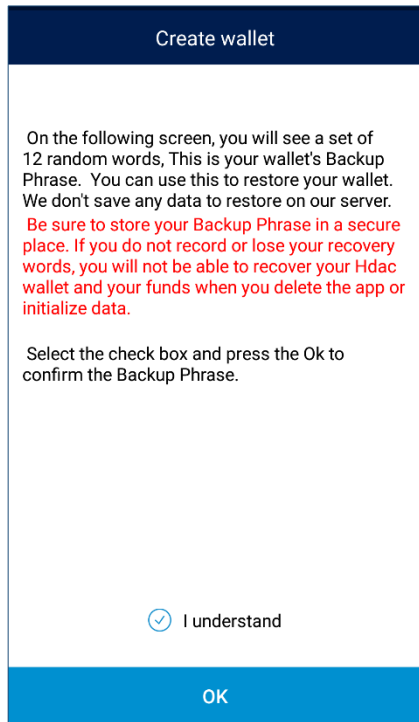 Create wallet
On the following screen, you will see a set of
12 random words, This is your wallet's Backup
Phrase.  You can use this to restore your wallet.
We don't save any data to restore on our server.
Be sure to store your Backup Phrase in a secure
place. If you do not record or lose your recovery
words, you will not be able to recover your Hdac
wallet and your funds when you delete the app or
initialize data.
Select the check box and press the Ok to
confirm the Backup Phrase.
I understand
OK